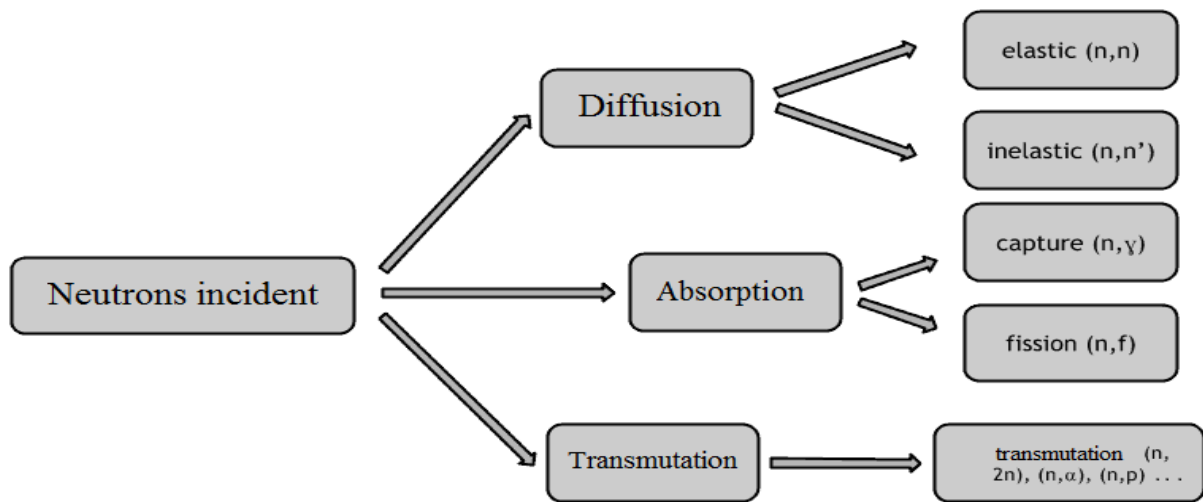 elastic (n,n)
Diffusion
inelastic (n,n’)
capture (n,ɣ)
Neutrons incident
Absorption
fission (n,f)
Transmutation
transmutation (n,
2n), (n,α), (n,p) ...